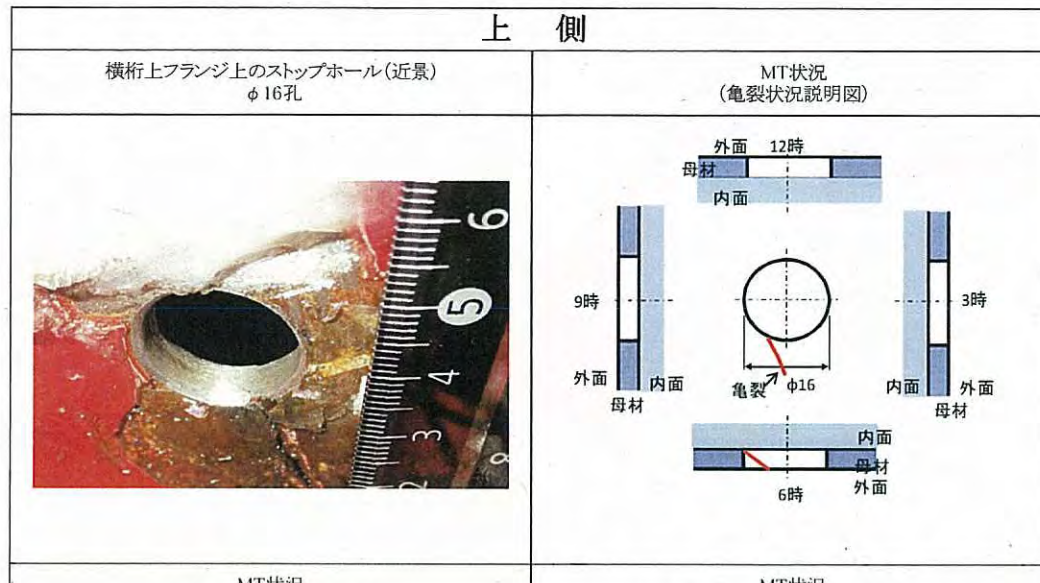 上 側
横桁上フランジ上のストップホール(近景)
φ16孔
MT状況
(亀裂状況説明図)
6
5
4
3
2
外面
12時
母材
内面
9時
外面
内面
母材
3時
内面
外面
母材
亀裂
φ16
内面
母材
外面
6時
MT状況
MT状況